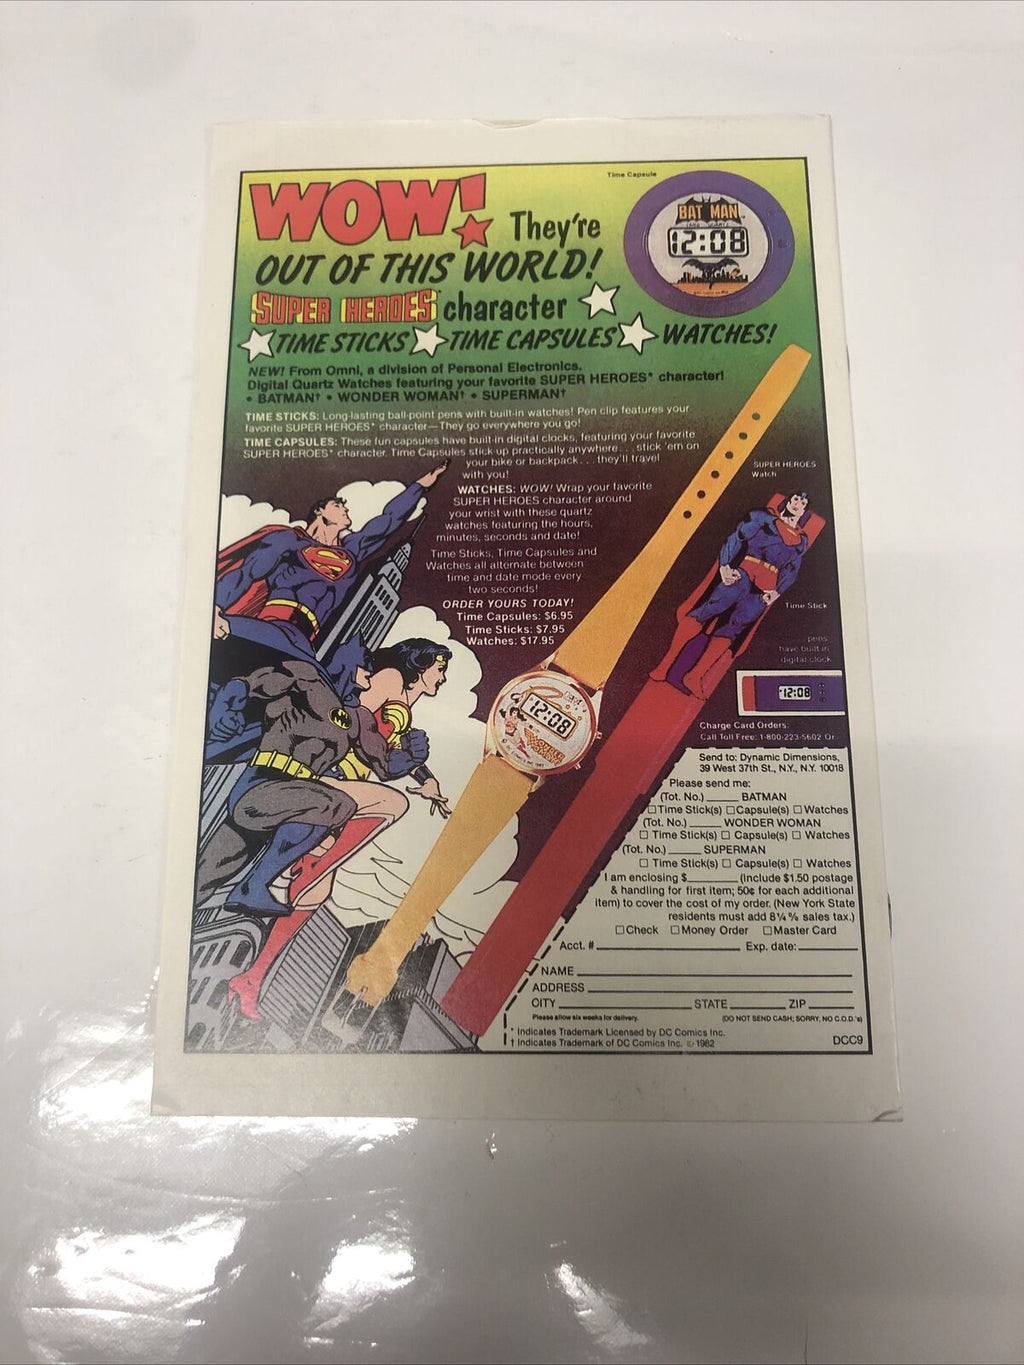 Time Capsule
WOW! They're
OUT OF THIS WORLD!
SUPER HEROES™ character
TIME STICKS TIME CAPSULES WATCHES!
BAT MAN
12:08
NEW! From Omni, a division of Personal Electronics.
Digital Quartz Watches featuring your favorite SUPER HEROES* character!
• BATMAN† • WONDER WOMAN† • SUPERMAN†
TIME STICKS: Long-lasting ball-point pens with built-in watches! Pen clip features your
favorite SUPER HEROES* character—They go everywhere you go!
TIME CAPSULES: These fun capsules have built-in digital clocks, featuring your favorite
SUPER HEROES* character. Time Capsules stick-up practically anywhere . . . stick 'em on
your bike or backpack . . . they'll travel
with you!
WATCHES: WOW! Wrap your favorite
SUPER HEROES character around
your wrist with these quartz
watches featuring the hours,
minutes, seconds and date!
Time Sticks, Time Capsules and
Watches all alternate between
time and date mode every
two seconds!
ORDER YOURS TODAY!
Time Capsules: $6.95
Time Sticks: $7.95
Watches: $17.95
SUPER HEROES
Watch
Time Stick
pens
have built in
digital clock
12:08
12:08
WONDER
WOMAN
Charge Card Orders:
Call Toll Free: 1-800-223-5602 Or
Send to: Dynamic Dimensions,
39 West 37th St., N.Y., N.Y. 10018
Please send me:
(Tot. No.) _____ BATMAN
☐ Time Stick(s) ☐ Capsule(s) ☐ Watches
(Tot. No.) _____ WONDER WOMAN
☐ Time Stick(s) ☐ Capsule(s) ☐ Watches
(Tot. No.) _____ SUPERMAN
☐ Time Stick(s) ☐ Capsule(s) ☐ Watches
I am enclosing $________ (include $1.50 postage
& handling for first item; 50¢ for each additional
item) to cover the cost of my order. (New York State
residents must add 8¼% sales tax.)
☐ Check ☐ Money Order ☐ Master Card
Acct. # ____________ Exp. date: ________
NAME ____________
ADDRESS ____________
CITY ____________ STATE ______ ZIP ______
Please allow six weeks for delivery. (DO NOT SEND CASH; SORRY, NO C.O.D.'s)
* Indicates Trademark Licensed by DC Comics Inc.
† Indicates Trademark of DC Comics Inc. © 1982
DCC9